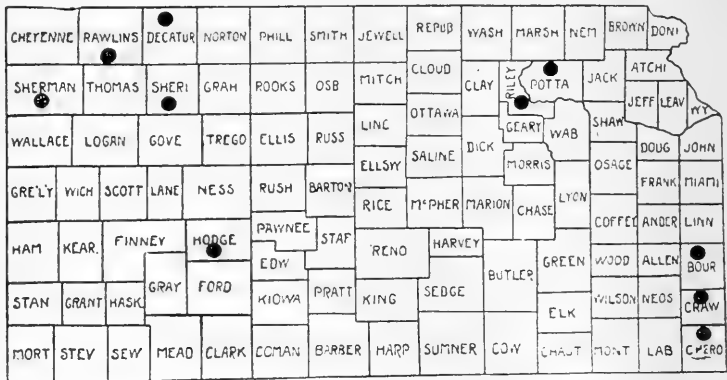 CHEYENNE RAWLINS DECATUR NORTON PHILL SMITH JEWELL REPUB WASH MARSH NEM BROWN DONI
SHERMAN THOMAS SHERI GRAH ROOKS OSB MITCH CLOUD CLAY RILEY POTTA JACK ATCHI
JEFF LEAV WY
WALLACE LOGAN GOVE TREGO ELLIS RUSS LINC OTTAWA DICK GEARY WAB SHAW DOUG JOHN
GRE'LY WICH SCOTT LANE NESS RUSH BARTON ELLSW SALINE MORRIS OSAGE FRANK MIAMI
RICE McPHER MARION CHASE LYON COFFEY ANDER LINN
HAM KEAR. FINNEY HODGE PAWNEE STAF RENO HARVEY BUTLER GREEN WOOD ALLEN BOUR
EDW
STAN GRANT HASK. GRAY FORD KIOWA PRATT KING SEDGE ELK WILSON NEOS CRAW
MORT STEV SEW MEAD CLARK COMAN BARBER HARP SUMNER COW CHAUT MONT LAB CHERO